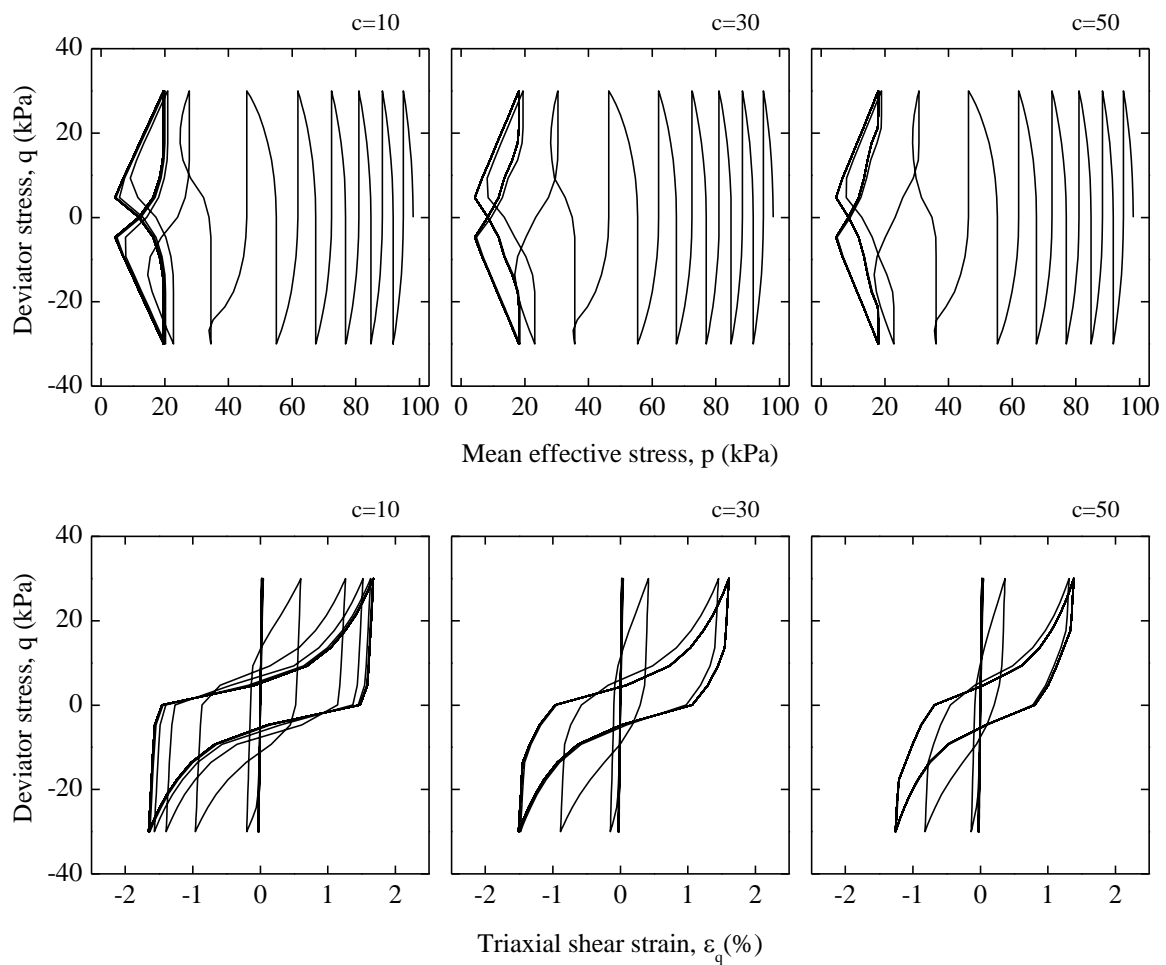 c=10 c=30 c=50
40
20
0
-20
-40
Deviator stress, q (kPa)
0 20 40 60 80 100 0 20 40 60 80 100 0 20 40 60 80 100
Mean effective stress, p (kPa)
c=10 c=30 c=50
40
20
0
-20
-40
Deviator stress, q (kPa)
-2 -1 0 1 2 -2 -1 0 1 2 -2 -1 0 1 2
Triaxial shear strain, εq(%)